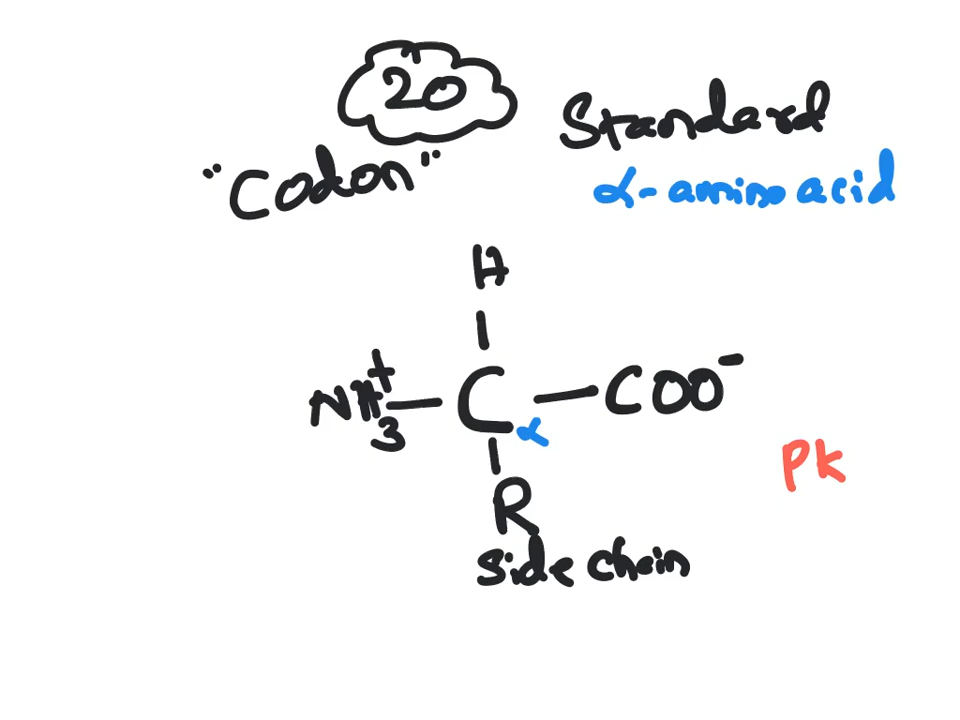 20
Standard
"Codon"
α-amino acid
H
NH₃⁺ — C — COO⁻
α
PK
R
side chain